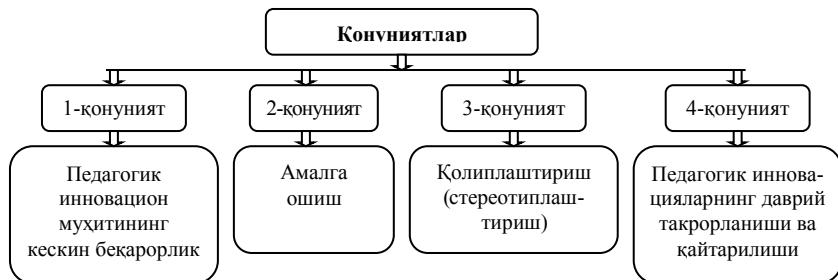 Қонуниятлар
1-қонуният
2-қонуният
3-қонуният
4-қонуният
Педагогик
инновацион
муҳитининг
кескин беқарорлик
Амалга
ошиш
Қолиплаштириш
(стереотиплаш-
тириш)
Педагогик иннова-
цияларнинг даврий
такрорланиши ва
қайтарилиши